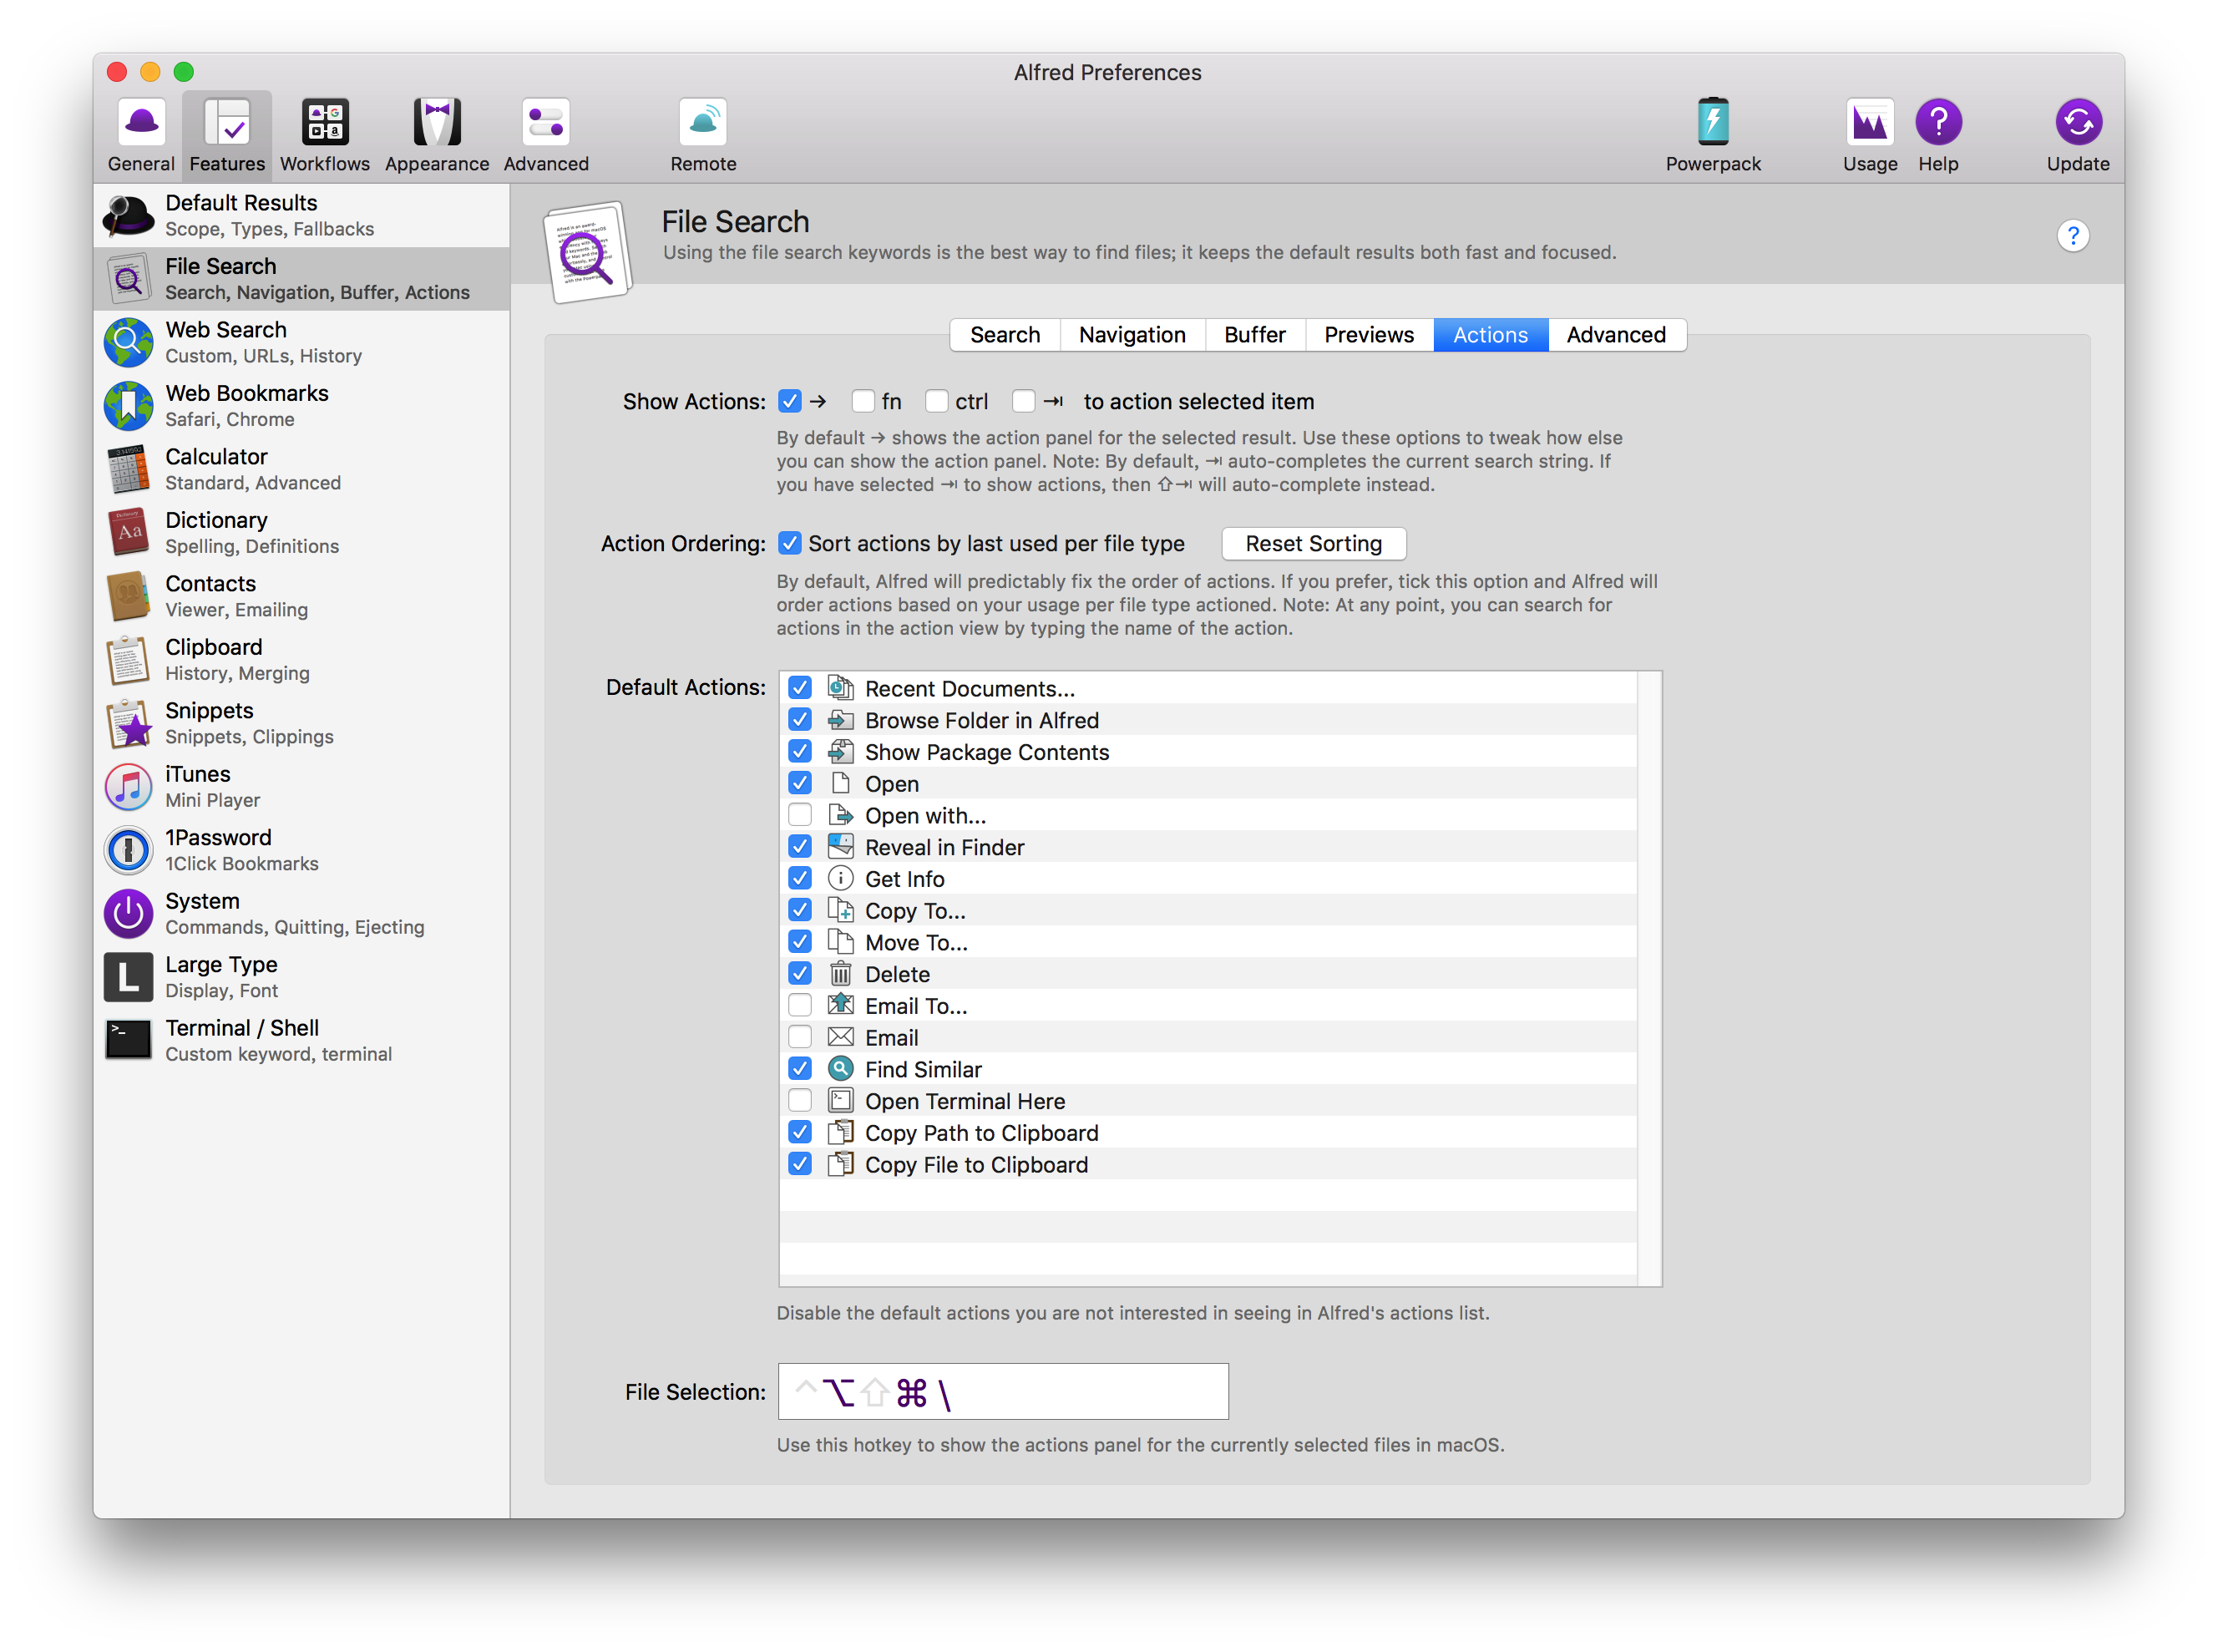 Alfred Preferences
General
Features
Workflows
Appearance
Advanced
Remote
Powerpack
Usage
Help
Update
Default Results
Scope, Types, Fallbacks
File Search
Search, Navigation, Buffer, Actions
Web Search
Custom, URLs, History
Web Bookmarks
Safari, Chrome
Calculator
Standard, Advanced
Dictionary
Spelling, Definitions
Contacts
Viewer, Emailing
Clipboard
History, Merging
Snippets
Snippets, Clippings
iTunes
Mini Player
1Password
1Click Bookmarks
System
Commands, Quitting, Ejecting
Large Type
Display, Font
Terminal / Shell
Custom keyword, terminal
File Search
Using the file search keywords is the best way to find files; it keeps the default results both fast and focused.
?
Search Navigation Buffer Previews Actions Advanced
Show Actions: → fn ctrl ⇥ to action selected item
By default → shows the action panel for the selected result. Use these options to tweak how else
you can show the action panel. Note: By default, ⇥ auto-completes the current search string. If
you have selected ⇥ to show actions, then ⇧⇥ will auto-complete instead.
Action Ordering: Sort actions by last used per file type Reset Sorting
By default, Alfred will predictably fix the order of actions. If you prefer, tick this option and Alfred will
order actions based on your usage per file type actioned. Note: At any point, you can search for
actions in the action view by typing the name of the action.
Default Actions:
Recent Documents...
Browse Folder in Alfred
Show Package Contents
Open
Open with...
Reveal in Finder
Get Info
Copy To...
Move To...
Delete
Email To...
Email
Find Similar
Open Terminal Here
Copy Path to Clipboard
Copy File to Clipboard
Disable the default actions you are not interested in seeing in Alfred's actions list.
File Selection: ^⌥⇧⌘\
Use this hotkey to show the actions panel for the currently selected files in macOS.